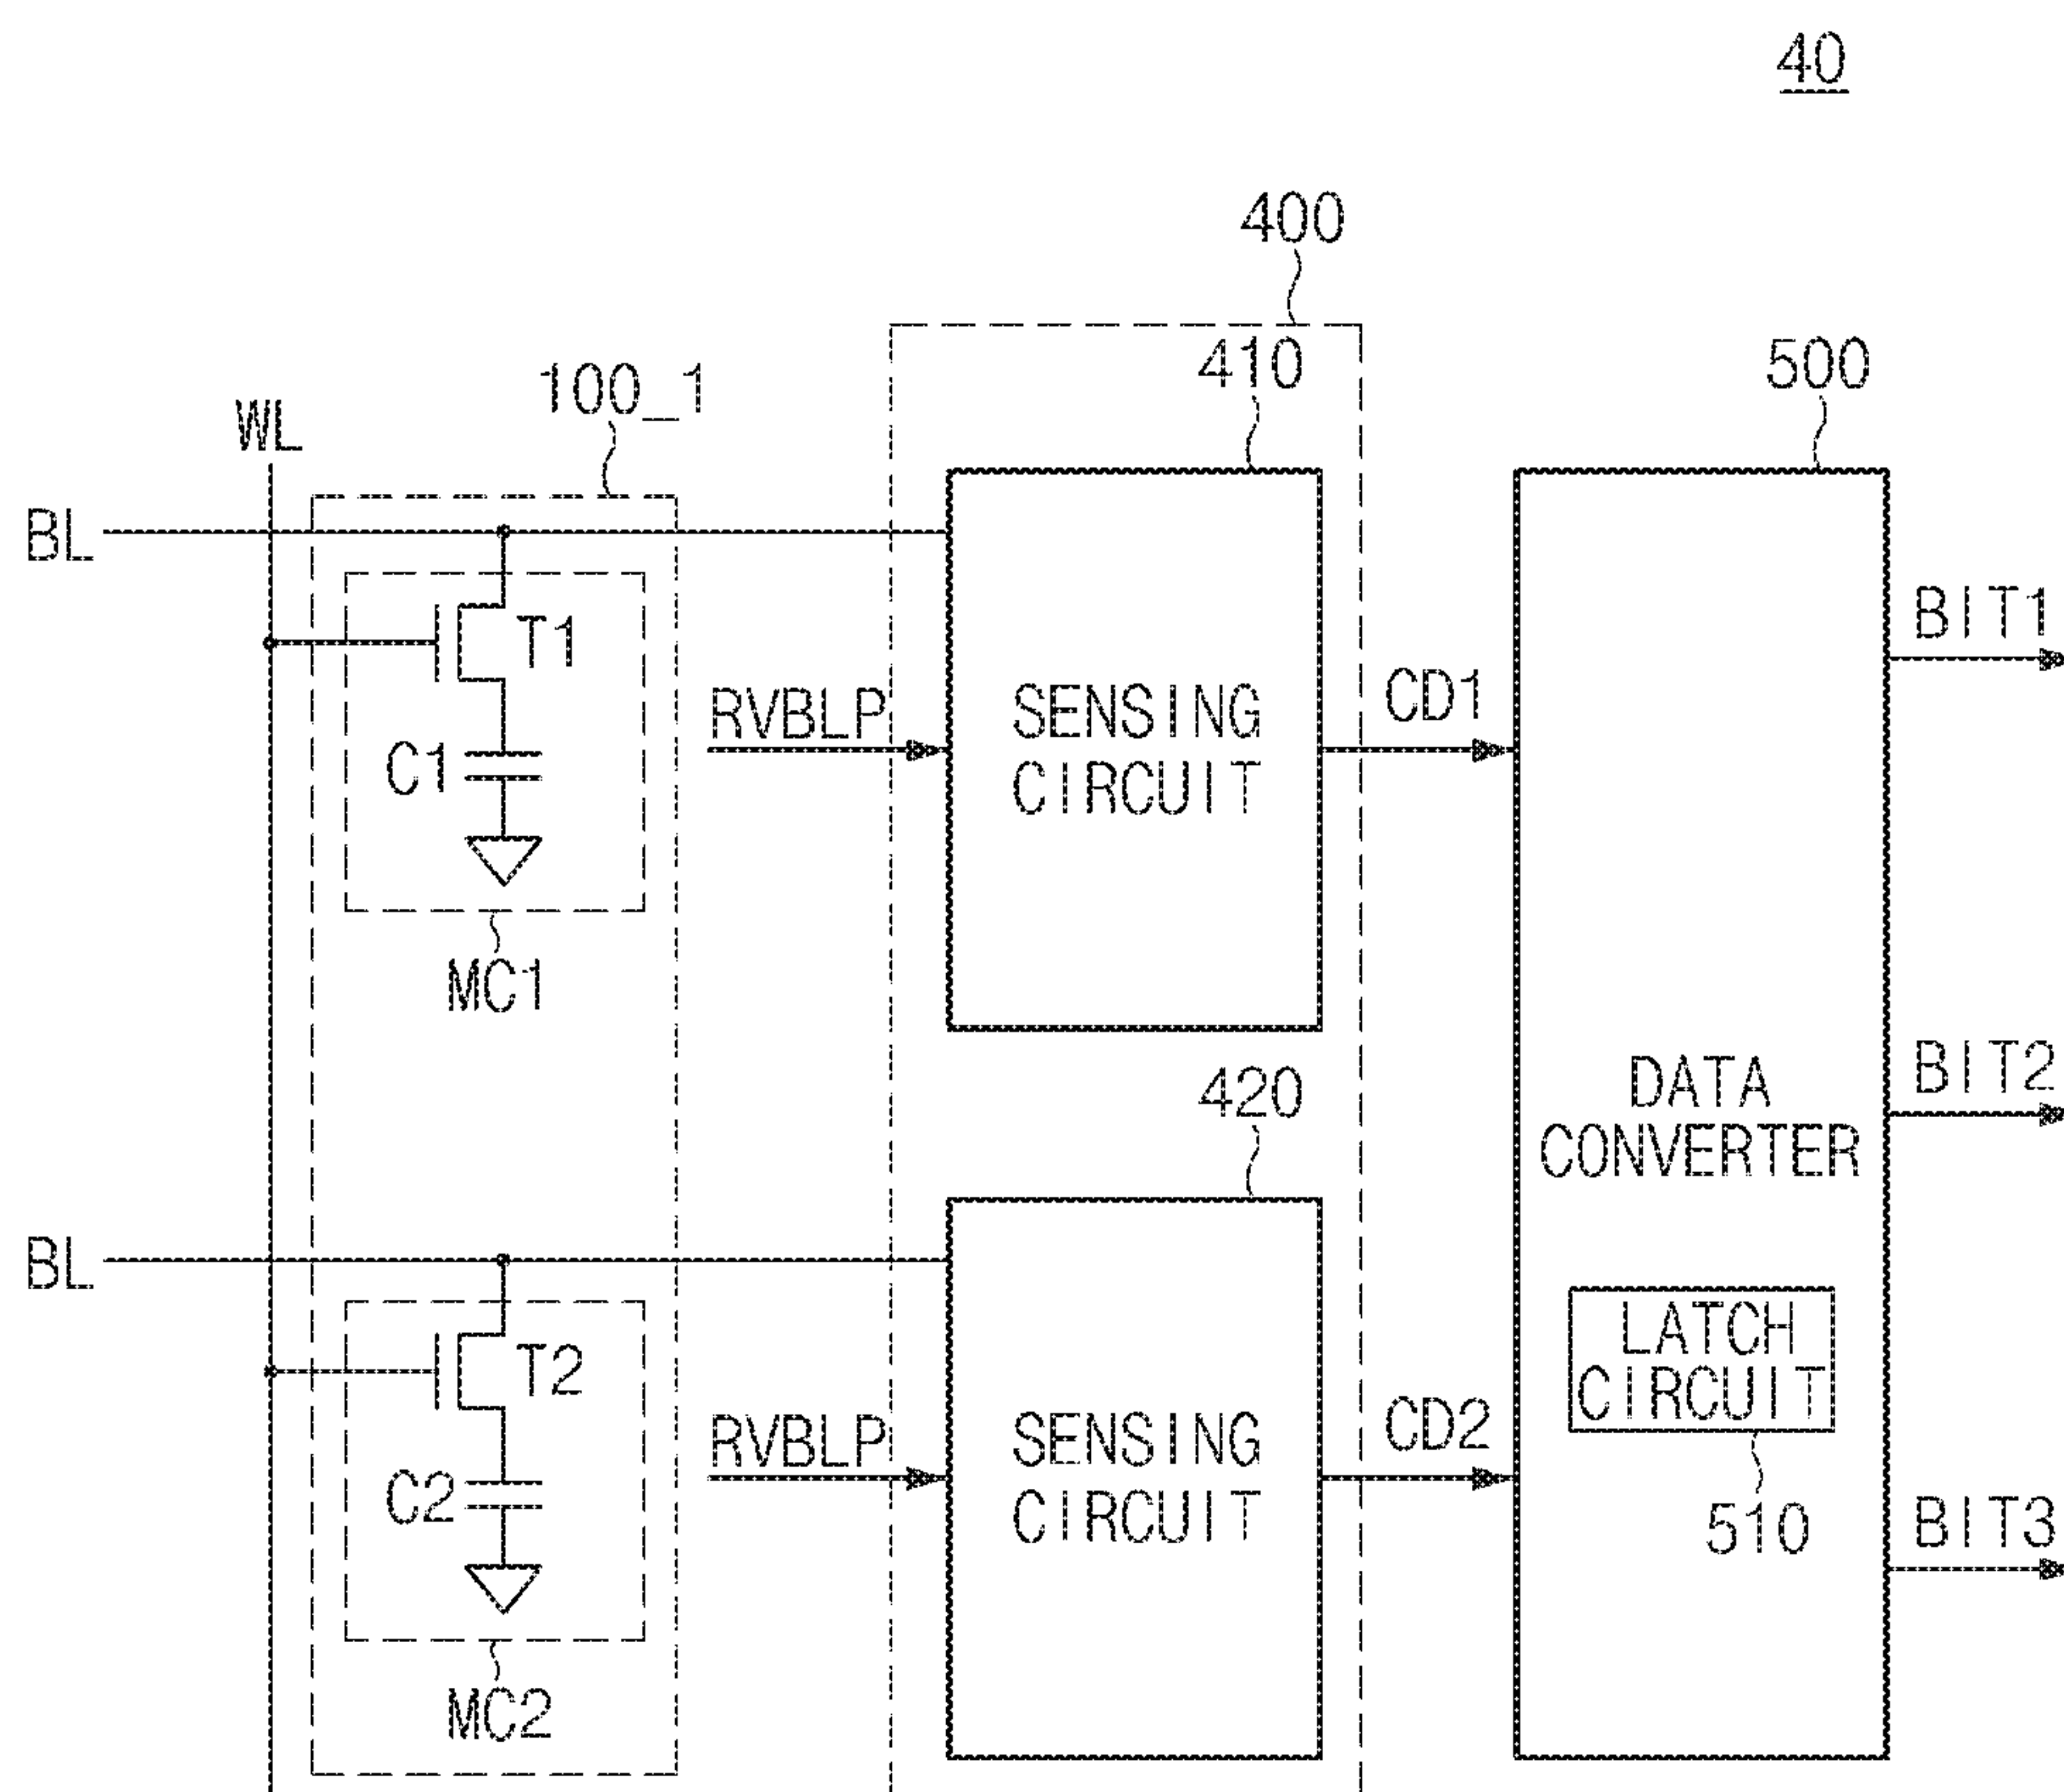 40
400
410
500
100_1
WL
BL
T1
BIT1
RVBLP
SENSING
CIRCUIT
CD1
C1
MC1
420
DATA
CONVERTER
BIT2
BL
LATCH
CIRCUIT
T2
RVBLP
SENSING
CIRCUIT
CD2
C2
510
BIT3
MC2